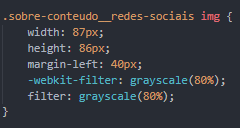 .sobre-conteudo__redes-sociais img {
width: 87px;
height: 86px;
margin-left: 40px;
-webkit-filter: grayscale(80%);
filter: grayscale(80%);
}